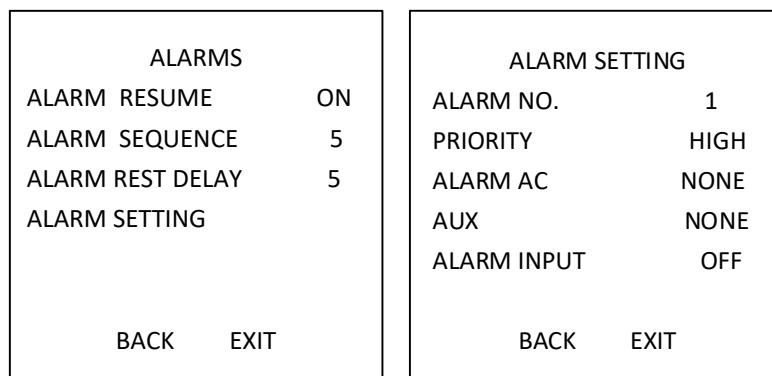 ALARMS
ALARM RESUME ON
ALARM SEQUENCE 5
ALARM REST DELAY 5
ALARM SETTING
BACK EXIT
ALARM SETTING
ALARM NO. 1
PRIORITY HIGH
ALARM AC NONE
AUX NONE
ALARM INPUT OFF
BACK EXIT